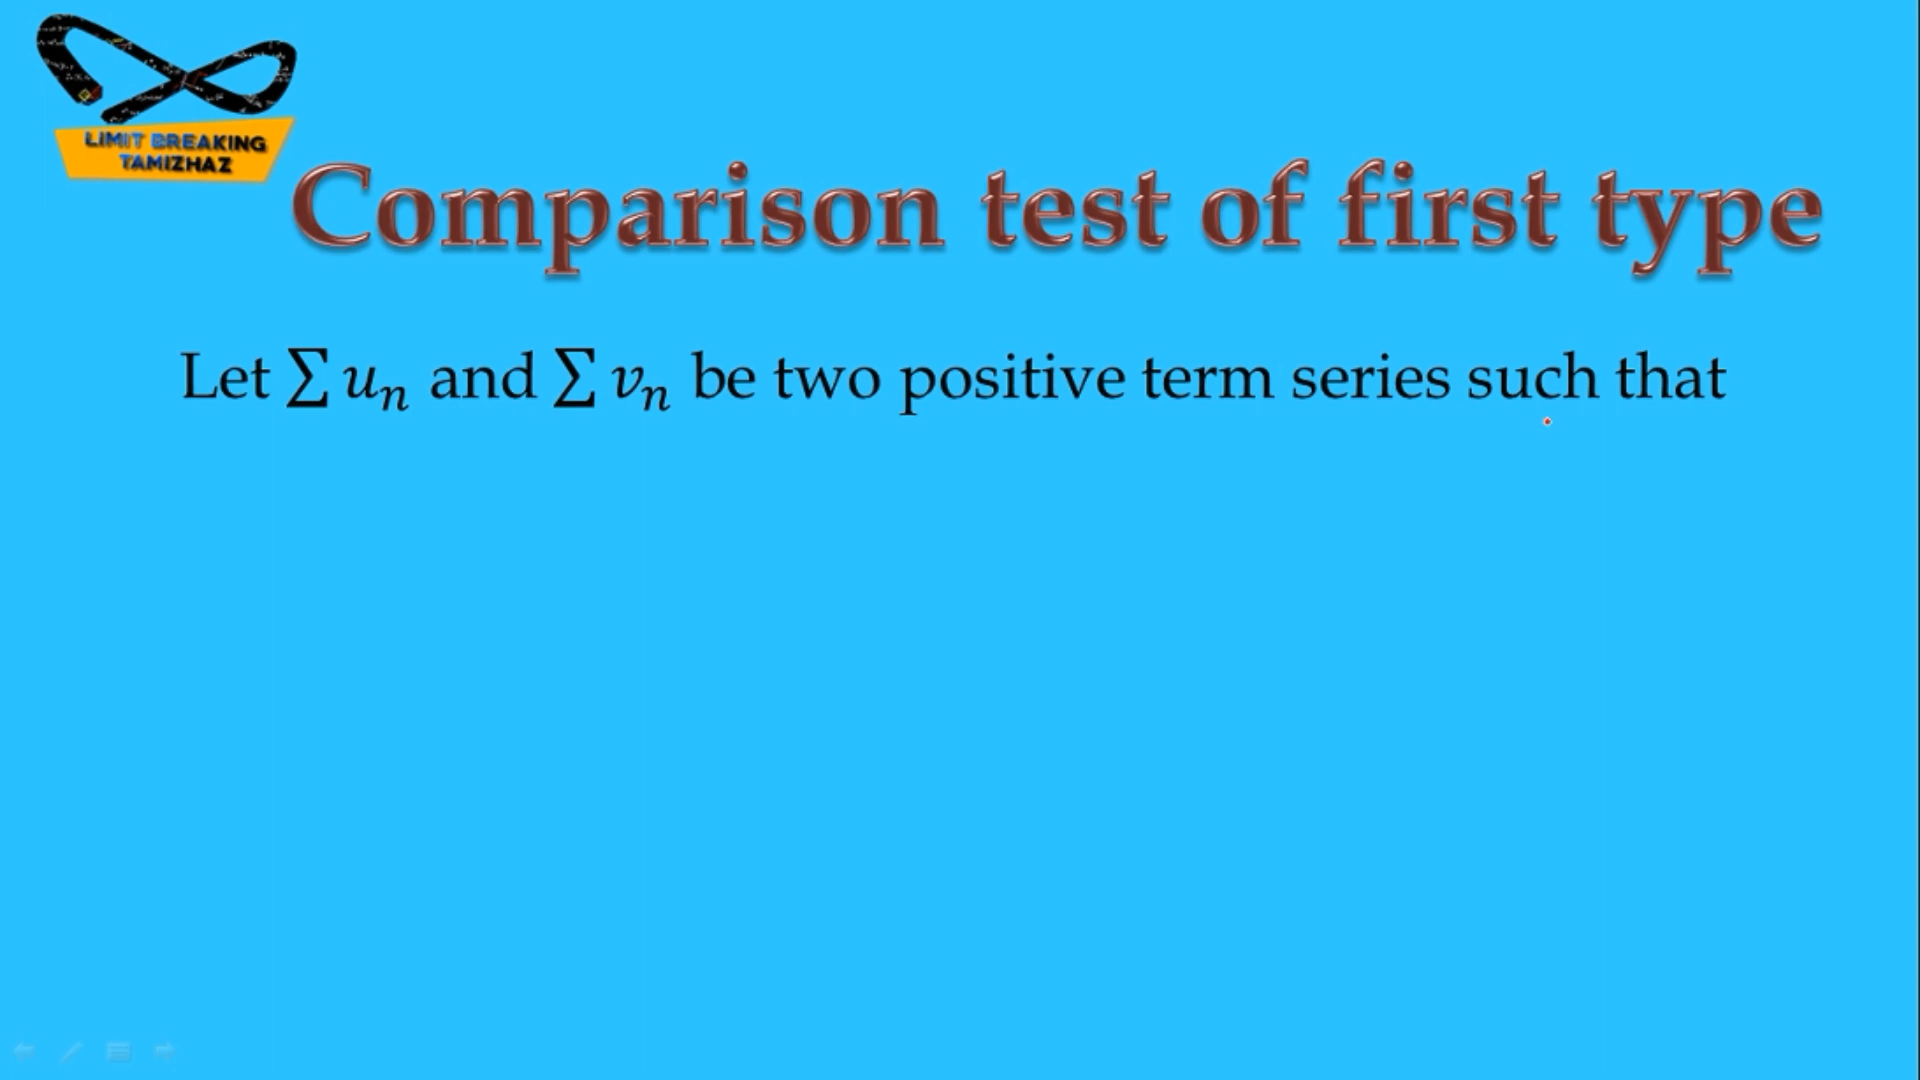 LIMIT BREAKING
TAMIZHAZ
Comparison test of first type
Let ∑ uₙ and ∑ vₙ be two positive term series such that